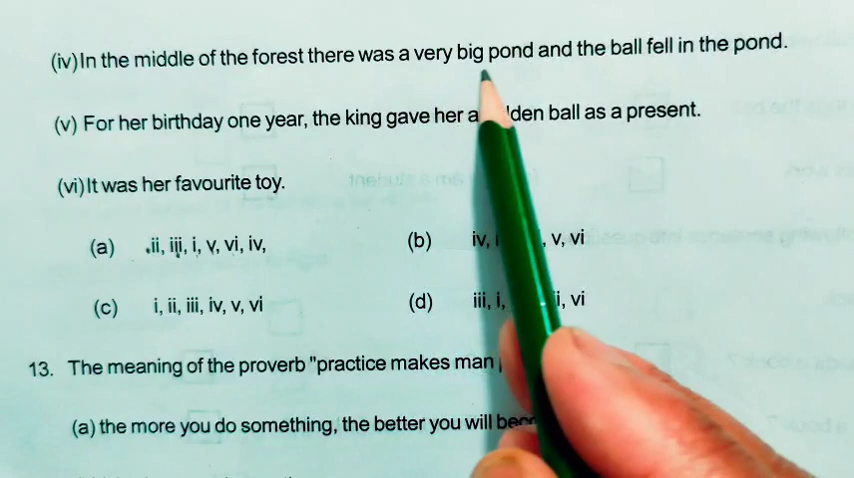 (iv)In the middle of the forest there was a very big pond and the ball fell in the pond.
(v) For her birthday one year, the king gave her a ball as a present.
(vi)It was her favourite toy.
(a) .ii, iii, i, v, vi, iv, (b) iv, v, vi
(c) i, ii, iii, iv, v, vi (d) iii, i, vi
13. The meaning of the proverb "practice makes man
(a) the more you do something, the better you will